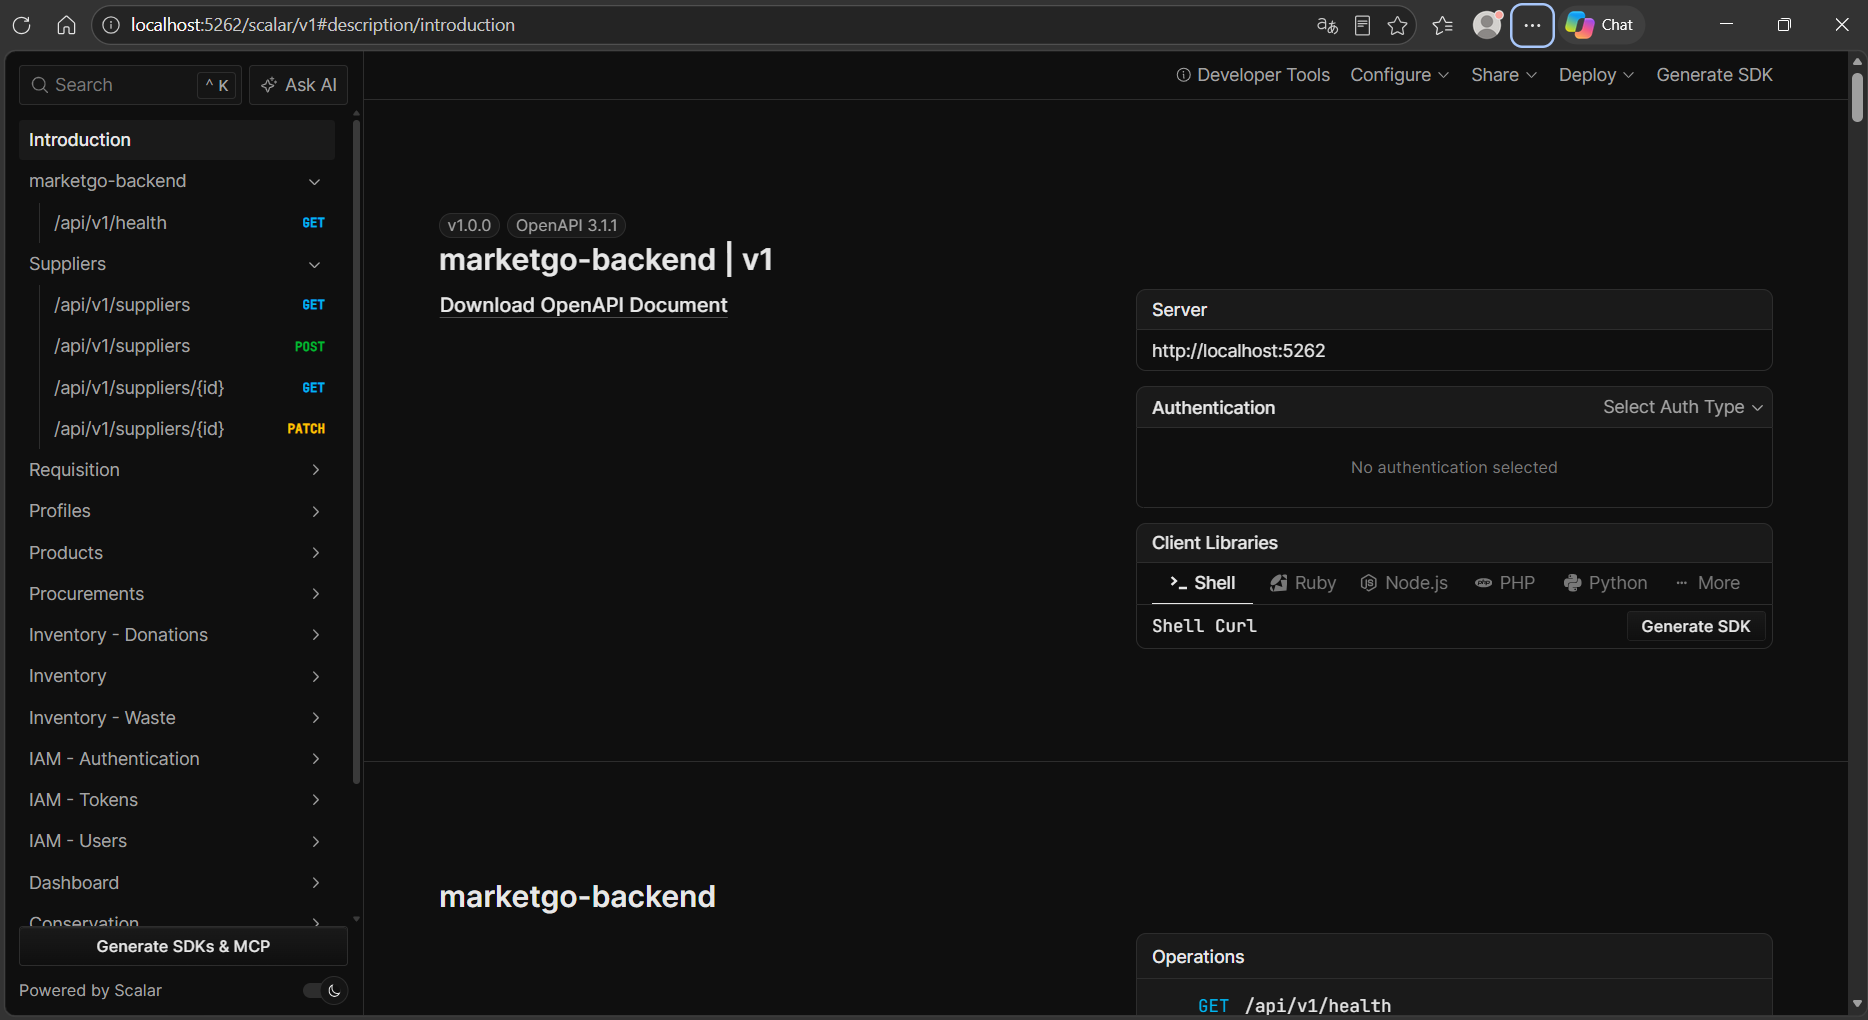 localhost:5262/scalar/v1#description/introduction
Chat
Search
^ K
Ask AI
Developer Tools
Configure
Share
Deploy
Generate SDK
Introduction
marketgo-backend
/api/v1/health GET
Suppliers
/api/v1/suppliers GET
/api/v1/suppliers POST
/api/v1/suppliers/{id} GET
/api/v1/suppliers/{id} PATCH
Requisition
Profiles
Products
Procurements
Inventory - Donations
Inventory
Inventory - Waste
IAM - Authentication
IAM - Tokens
IAM - Users
Dashboard
Conservation
Generate SDKs & MCP
Powered by Scalar
v1.0.0
OpenAPI 3.1.1
marketgo-backend | v1
Download OpenAPI Document
Server
http://localhost:5262
Authentication
Select Auth Type
No authentication selected
Client Libraries
Shell
Ruby
Node.js
PHP
Python
More
Shell Curl
Generate SDK
marketgo-backend
Operations
GET /api/v1/health